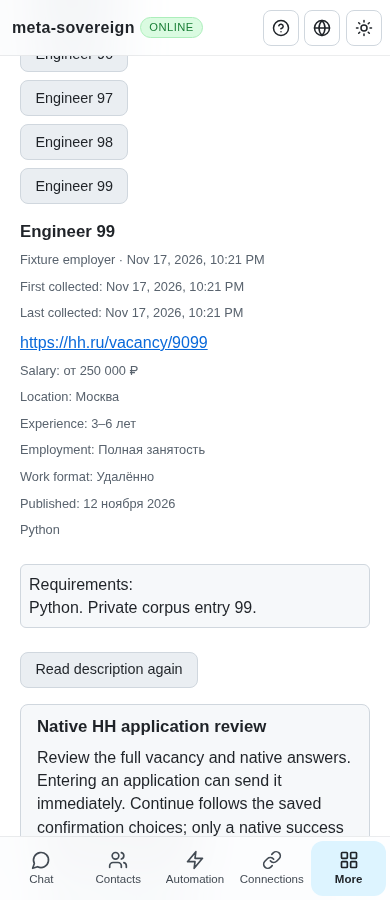 meta-sovereign ONLINE
Engineer 96
Engineer 97
Engineer 98
Engineer 99
Engineer 99
Fixture employer · Nov 17, 2026, 10:21 PM
First collected: Nov 17, 2026, 10:21 PM
Last collected: Nov 17, 2026, 10:21 PM
https://hh.ru/vacancy/9099
Salary: от 250 000 ₽
Location: Москва
Experience: 3–6 лет
Employment: Полная занятость
Work format: Удалённо
Published: 12 ноября 2026
Python
Requirements:
Python. Private corpus entry 99.
Read description again
Native HH application review
Review the full vacancy and native answers.
Entering an application can send it
immediately. Continue follows the saved
confirmation choices; only a native success
Chat Contacts Automation Connections More